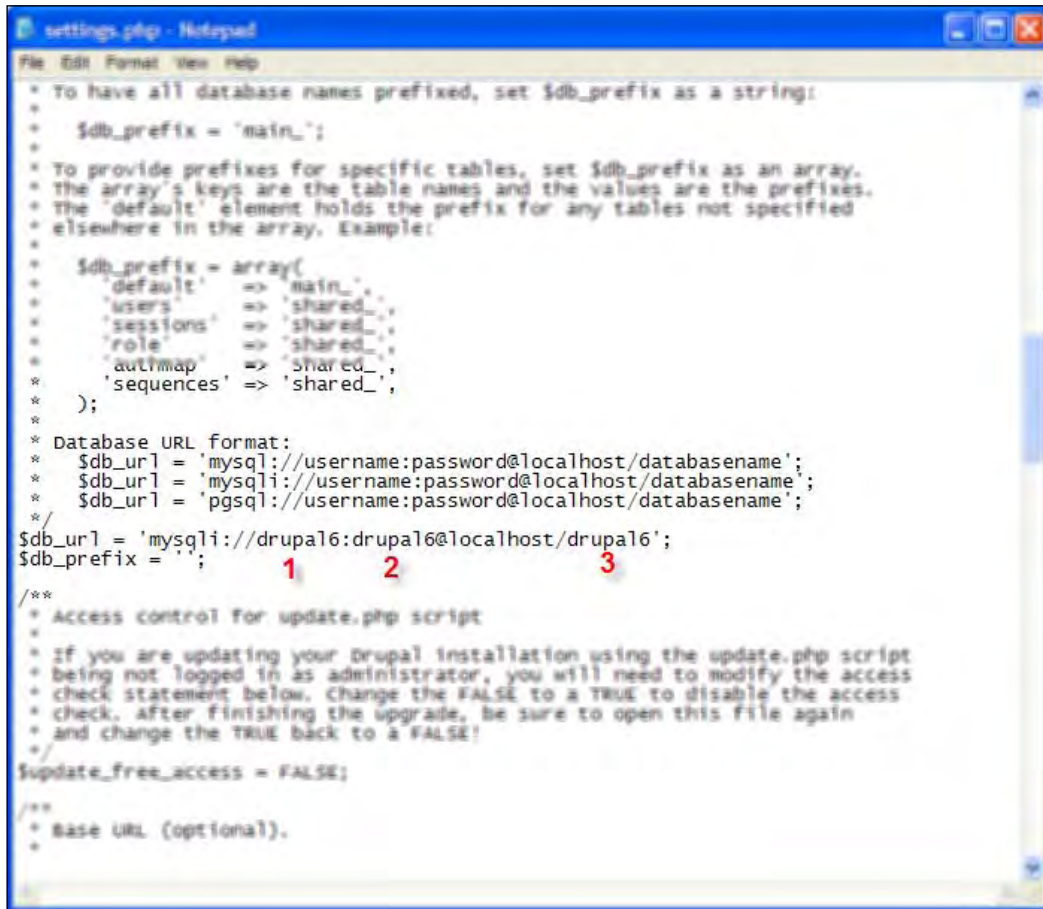 settings.php - Notepad
File Edit Format View Help
* To have all database names prefixed, set $db_prefix as a string:
*
*   $db_prefix = 'main_';
*
* To provide prefixes for specific tables, set $db_prefix as an array.
* The array's keys are the table names and the values are the prefixes.
* The 'default' element holds the prefix for any tables not specified
* elsewhere in the array. Example:
*
*   $db_prefix = array(
*     'default'   => 'main_',
*     'users'     => 'shared_',
*     'sessions'  => 'shared_',
*     'role'      => 'shared_',
*     'authmap'   => 'shared_',
*     'sequences' => 'shared_',
*   );
*
* Database URL format:
*   $db_url = 'mysql://username:password@localhost/databasename';
*   $db_url = 'mysqli://username:password@localhost/databasename';
*   $db_url = 'pgsql://username:password@localhost/databasename';
*/
$db_url = 'mysqli://drupal6:drupal6@localhost/drupal6';
$db_prefix = '';
1 2 3
/**
* Access control for update.php script
*
* If you are updating your Drupal installation using the update.php script
* being not logged in as administrator, you will need to modify the access
* check statement below. Change the FALSE to a TRUE to disable the access
* check. After finishing the upgrade, be sure to open this file again
* and change the TRUE back to a FALSE!
*/
$update_free_access = FALSE;
/**
* Base URL (optional).
*